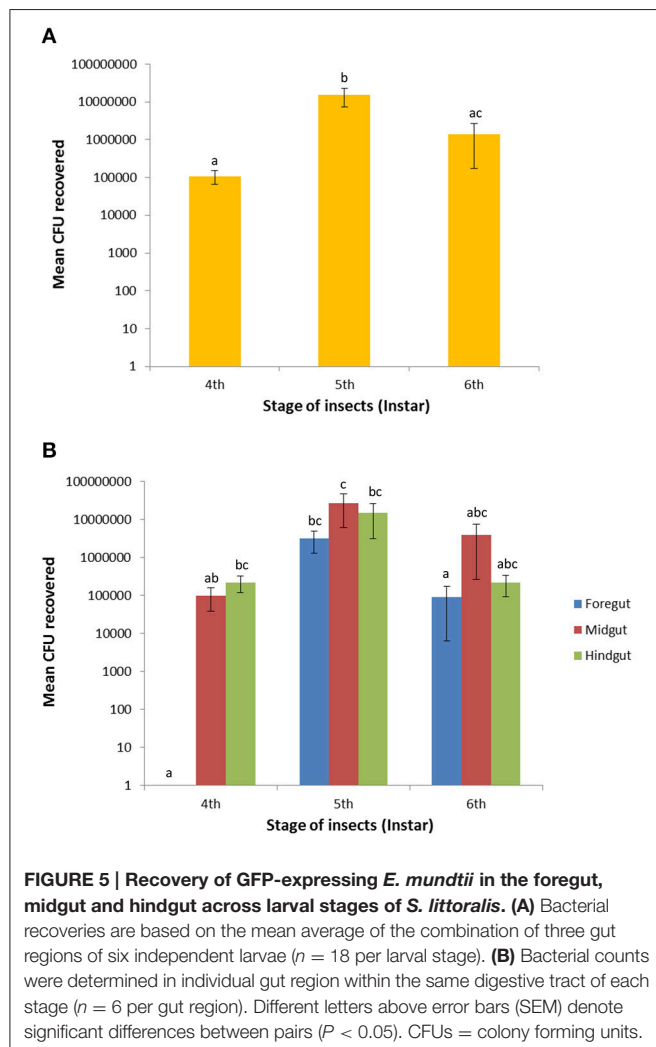 A
100000000
10000000
1000000
100000
10000
1000
100
10
1
Mean CFU recovered
a
b
ac
4th 5th 6th
Stage of insects (Instar)
B
100000000
10000000
1000000
100000
10000
1000
100
10
1
Mean CFU recovered
a
ab
bc
bc
c
bc
a
abc
abc
Foregut
Midgut
Hindgut
4th 5th 6th
Stage of insects (Instar)
FIGURE 5 | Recovery of GFP-expressing E. mundtii in the foregut,
midgut and hindgut across larval stages of S. littoralis. (A) Bacterial
recoveries are based on the mean average of the combination of three gut
regions of six independent larvae (n = 18 per larval stage). (B) Bacterial counts
were determined in individual gut region within the same digestive tract of each
stage (n = 6 per gut region). Different letters above error bars (SEM) denote
significant differences between pairs (P < 0.05). CFUs = colony forming units.